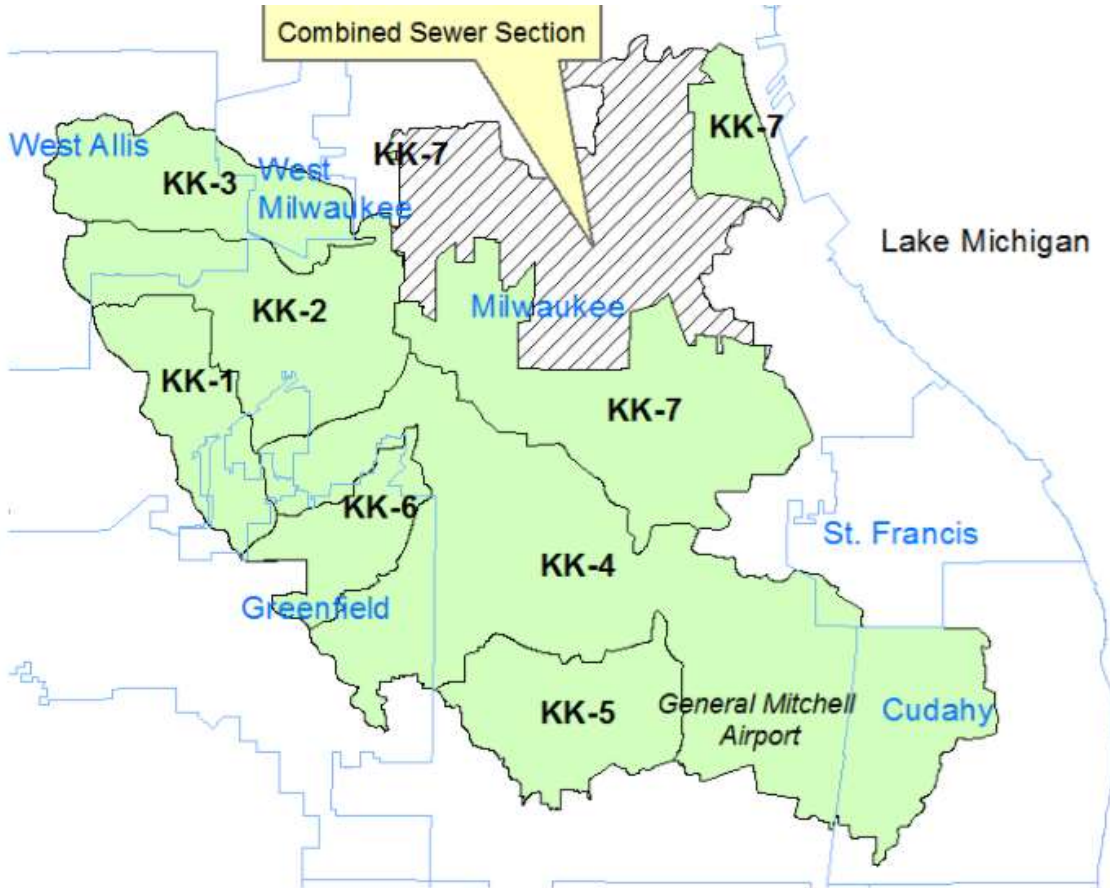 Combined Sewer Section
KK-7
West Allis
KK-7
KK-3
West
Milwaukee
Lake Michigan
KK-2
Milwaukee
KK-1
KK-7
KK-6
St. Francis
KK-4
Greenfield
General Mitchell
Airport
KK-5
Cudahy